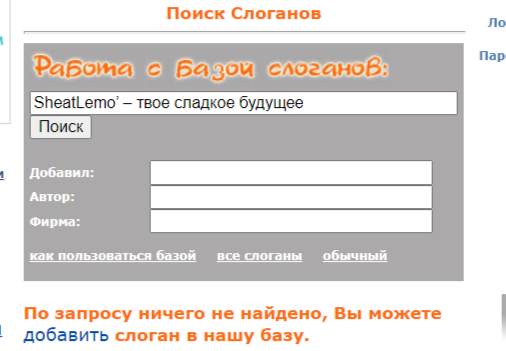 Поиск Слоганов
Ло
Пар
Работа с базой слоганов:
SheatLemo’ – твое сладкое будущее
Поиск
Добавил:
Автор:
Фирма:
как пользоваться базой все слоганы обычный
По запросу ничего не найдено, Вы можете
добавить слоган в нашу базу.